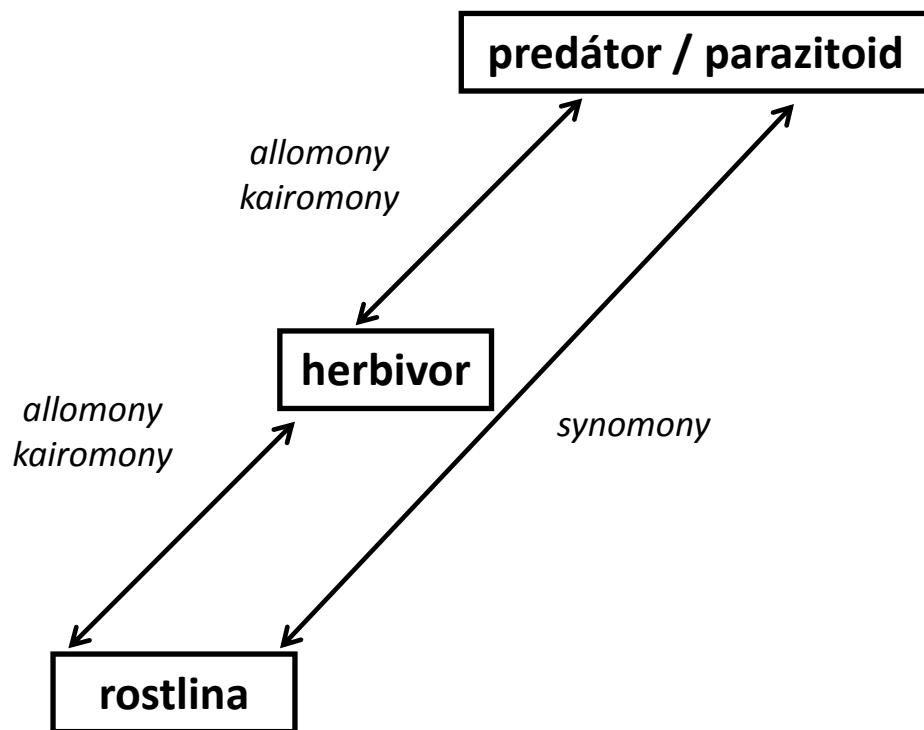 predátor / parazitoid
allomony
kairomony
herbivor
allomony
kairomony
synomony
rostlina